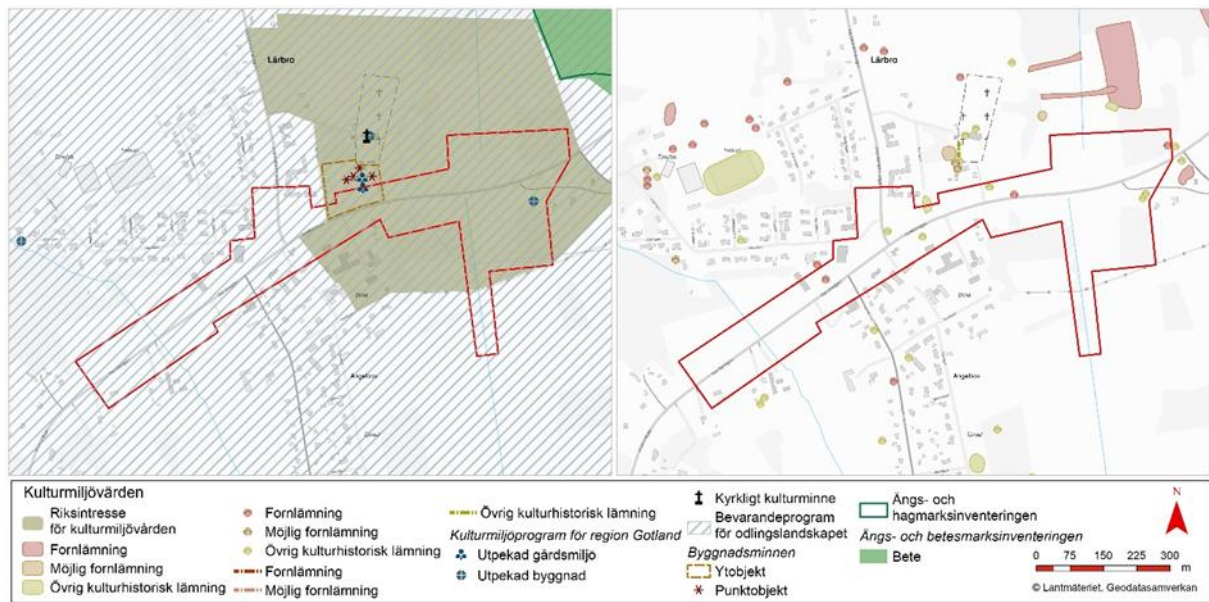 Lärbro
Angelbos
Lärbro
Angelbos
Kulturmiljövärden
Riksintresse
för kulturmiljövården
Fornlämning
Möjlig fornlämning
Övrig kulturhistorisk lämning
Fornlämning
Möjlig fornlämning
Övrig kulturhistorisk lämning
Fornlämning
Möjlig fornlämning
Övrig kulturhistorisk lämning
Kulturmiljöprogram för region Gotland
Utpekad gårdsmiljö
Utpekad byggnad
Kyrkligt kulturminne
Bevarandeprogram
för odlingslandskapet
Byggnadsminnen
Ytobjekt
Punktobjekt
Ängs- och
hagmarksinventeringen
Ängs- och betesmarksinventeringen
Bete
N
0 75 150 225 300
m
© Lantmäteriet, Geodatasamverkan